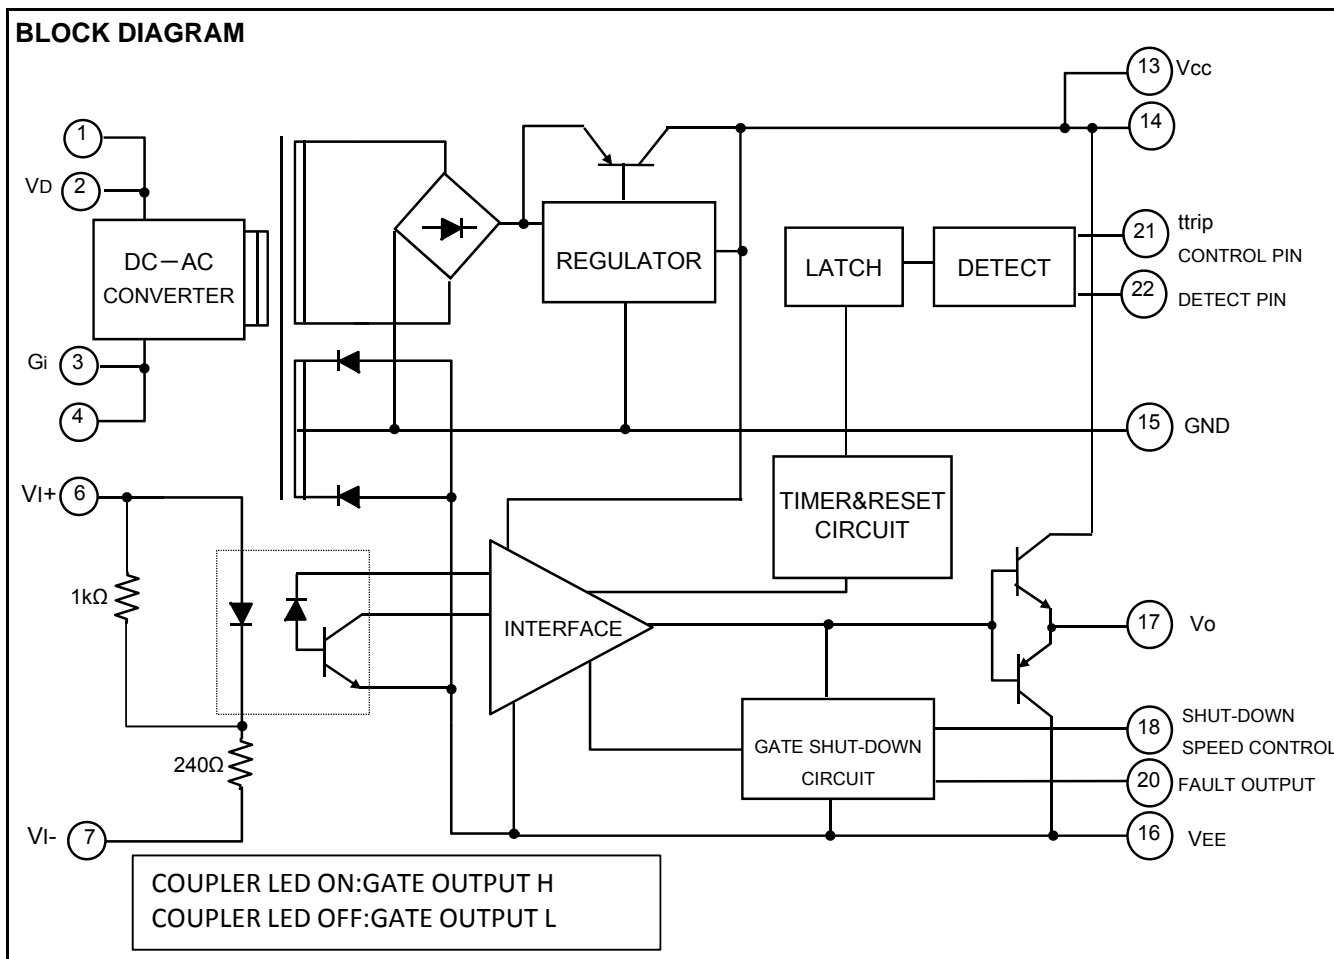 BLOCK DIAGRAM
1
VD 2
DC-AC
CONVERTER
Gi 3
4
VI+ 6
1kΩ
240Ω
VI- 7
REGULATOR
LATCH
DETECT
TIMER&RESET
CIRCUIT
INTERFACE
GATE SHUT-DOWN
CIRCUIT
13 Vcc
14
21 ttrip
CONTROL PIN
22 DETECT PIN
15 GND
17 Vo
18 SHUT-DOWN
SPEED CONTROL
20 FAULT OUTPUT
16 VEE
COUPLER LED ON:GATE OUTPUT H
COUPLER LED OFF:GATE OUTPUT L